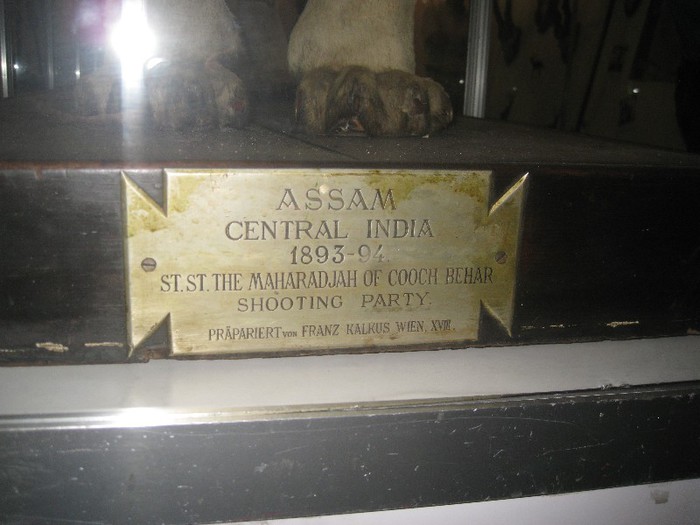 ASSAM
CENTRAL INDIA
1893-94.
ST. ST. THE MAHARADJAH OF COOCH BEHAR
SHOOTING PARTY.
PRÄPARIERT VON FRANZ KALKUS WIEN, XVIII.